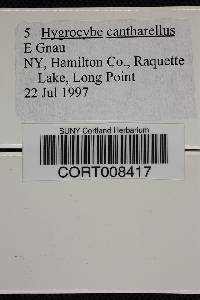 5 Hygrocybe cantharellus
E Gnau
NY, Hamilton Co., Raquette
Lake, Long Point
22 Jul 1997
SUNY Cortland Herbarium
CORT008417